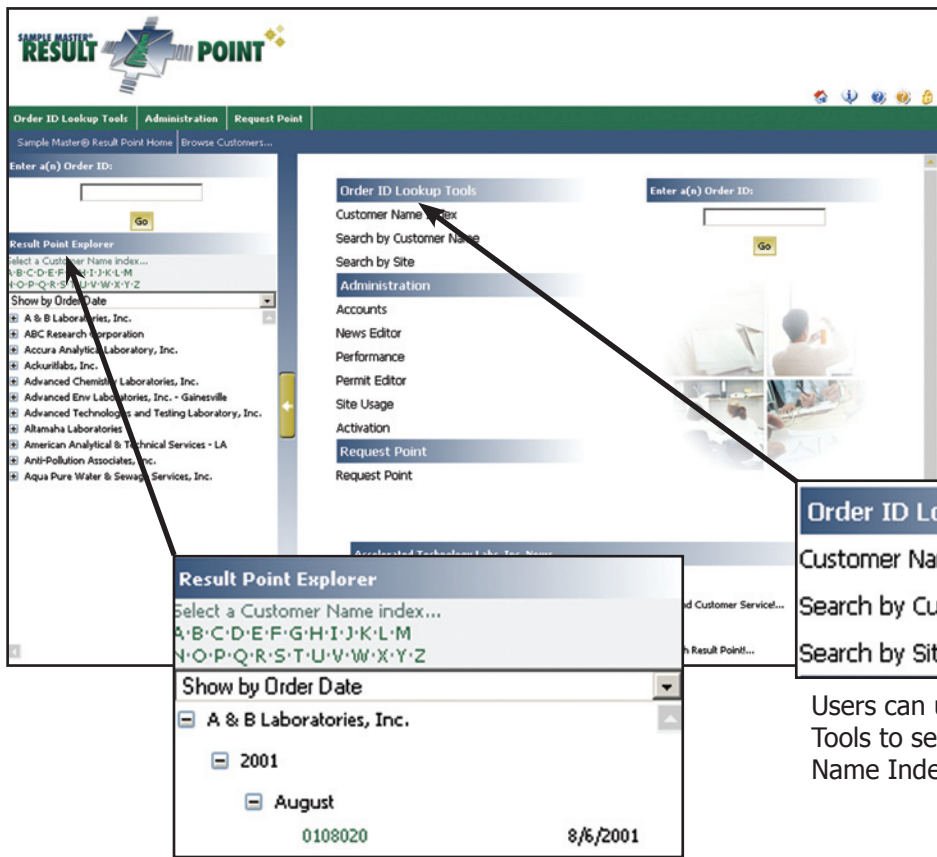 SAMPLE MASTER®
RESULT POINT
Order ID Lookup Tools Administration Request Point
Sample Master® Result Point Home Browse Customers...
Enter a(n) Order ID:
Go
Result Point Explorer
Select a Customer Name index...
A·B·C·D·E·F·G·H·I·J·K·L·M
N·O·P·Q·R·S·T·U·V·W·X·Y·Z
Show by Order Date
A & B Laboratories, Inc.
ABC Research Corporation
Accura Analytical Laboratory, Inc.
Ackuritlabs, Inc.
Advanced Chemistry Laboratories, Inc.
Advanced Env Laboratories, Inc. - Gainesville
Advanced Technologies and Testing Laboratory, Inc.
Altamaha Laboratories
American Analytical & Technical Services - LA
Anti-Pollution Associates, Inc.
Aqua Pure Water & Sewage Services, Inc.
Order ID Lookup Tools
Customer Name Index
Search by Customer Name
Search by Site
Administration
Accounts
News Editor
Performance
Permit Editor
Site Usage
Activation
Request Point
Request Point
Enter a(n) Order ID:
Go
Accelerated Technology Labs, Inc. News
d Customer Service!...
h Result Point!...
Result Point Explorer
Select a Customer Name index...
A·B·C·D·E·F·G·H·I·J·K·L·M
N·O·P·Q·R·S·T·U·V·W·X·Y·Z
Show by Order Date
A & B Laboratories, Inc.
2001
August
0108020 8/6/2001
Order ID Lo
Customer Na
Search by Cu
Search by Sit
Users can u
Tools to se
Name Inde